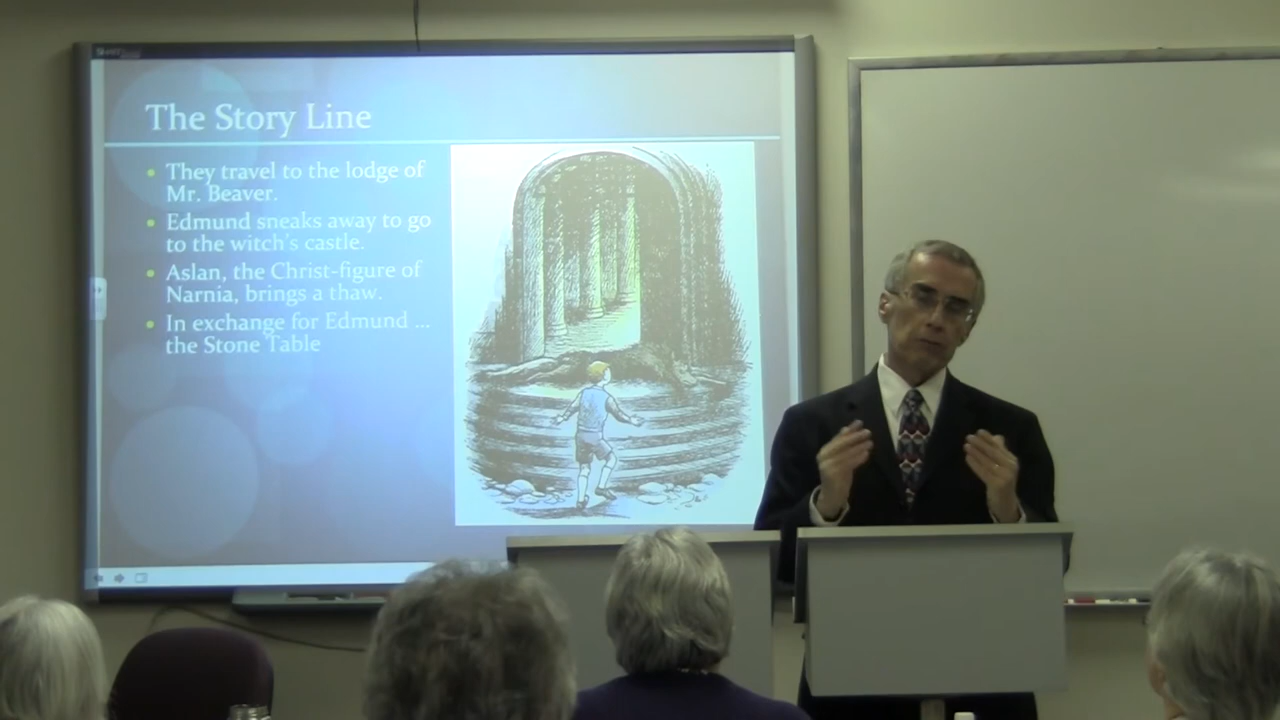 The Story Line
• They travel to the lodge of
Mr. Beaver.
• Edmund sneaks away to go
to the witch's castle.
• Aslan, the Christ-figure of
Narnia, brings a thaw.
• In exchange for Edmund ...
the Stone Table